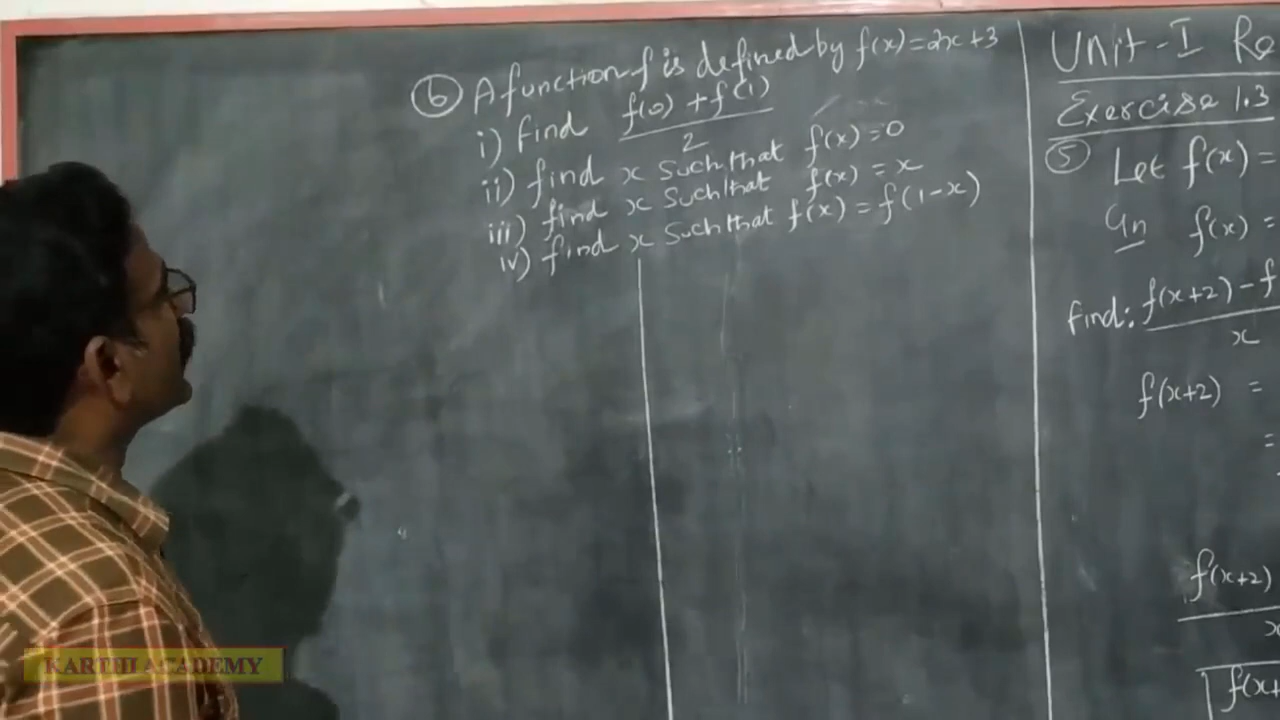 6 A function f is defined by f(x) = 2x + 3
i) find f(0) + f(1) / 2
ii) find x such that f(x) = 0
iii) find x such that f(x) = x
iv) find x such that f(x) = f(1-x)
Unit - I Re
Exercise 1.3
5 Let f(x) =
Gn f(x) =
find: f(x+2) - f / x
f(x+2) =
=
f(x+2)
x
f(x+
KARTHI ACADEMY